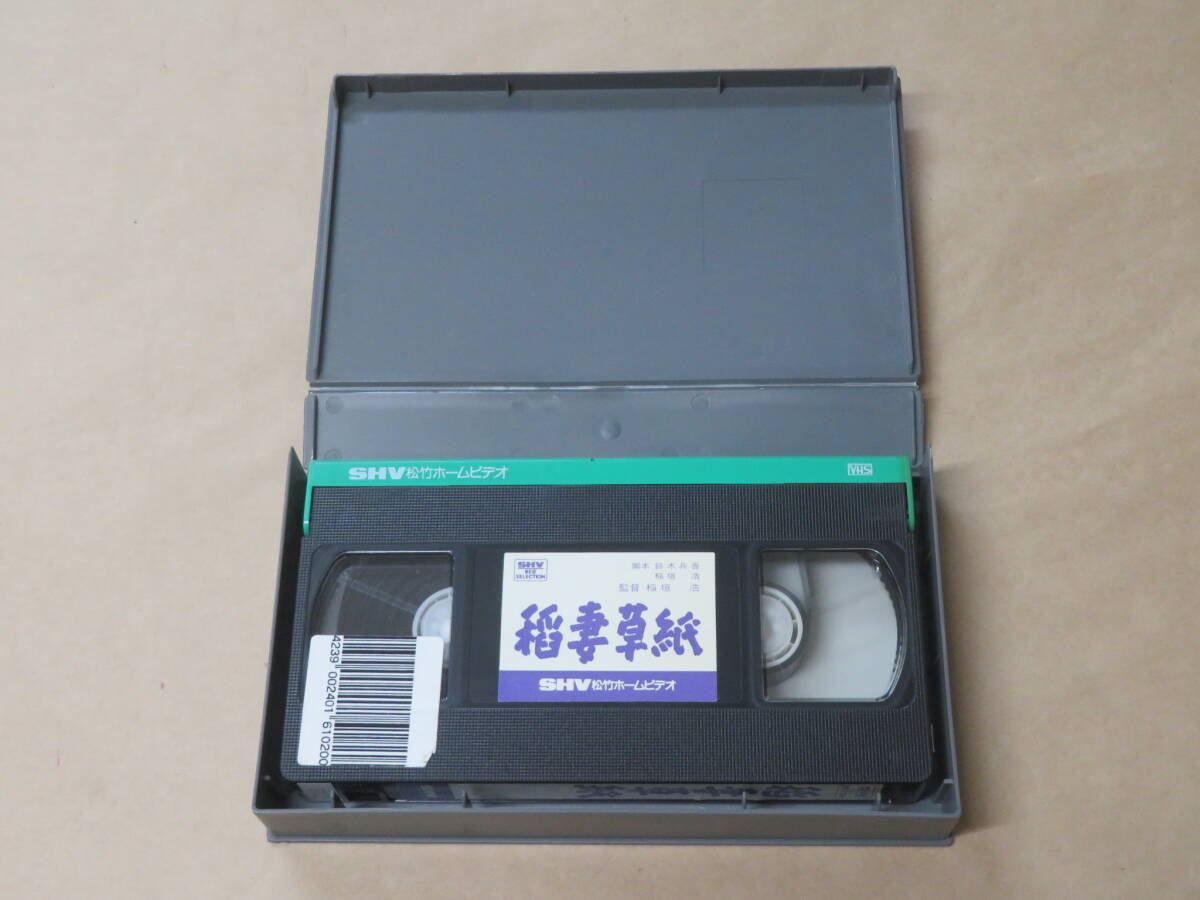 SHV松竹ホームビデオ
VHS
SHV
SELECTION
脚本 鈴木兵吾
稲垣 浩
監督 稲垣 浩
稲妻草紙
SHV松竹ホームビデオ
4239 002401 610200